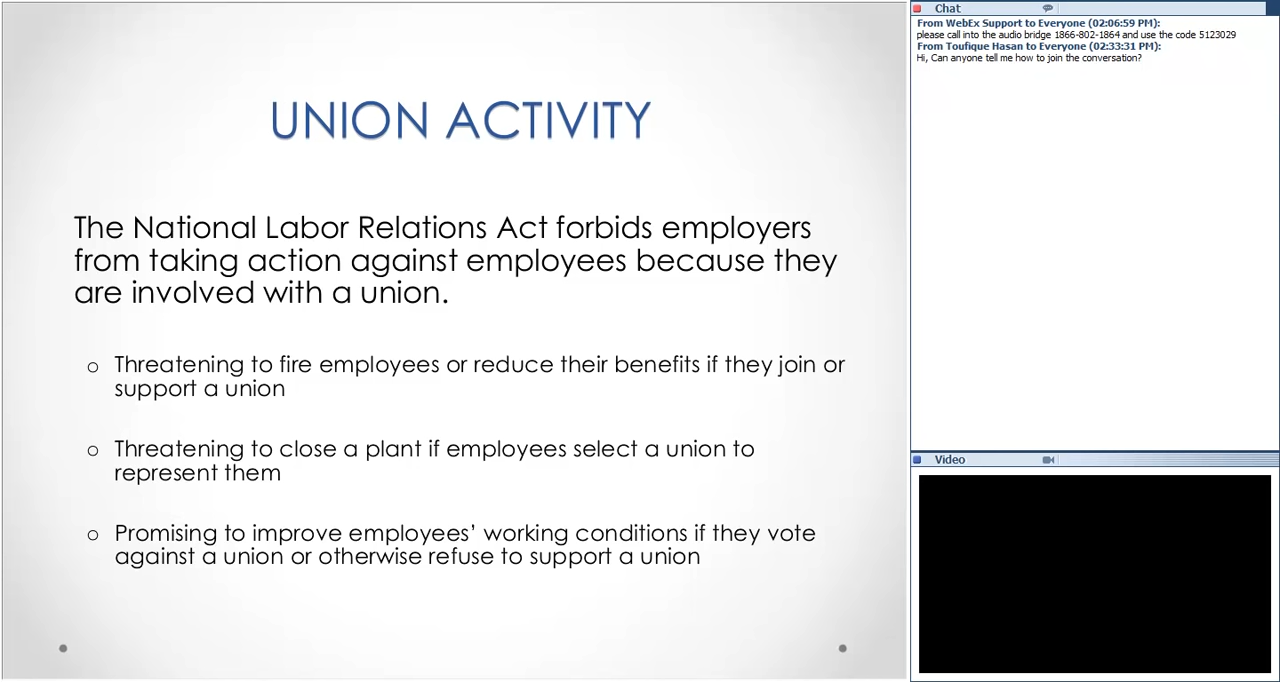 UNION ACTIVITY
The National Labor Relations Act forbids employers
from taking action against employees because they
are involved with a union.
o Threatening to fire employees or reduce their benefits if they join or
support a union
o Threatening to close a plant if employees select a union to
represent them
o Promising to improve employees’ working conditions if they vote
against a union or otherwise refuse to support a union
Chat
From WebEx Support to Everyone (02:06:59 PM):
please call into the audio bridge 1866-802-1864 and use the code 5123029
From Toufique Hasan to Everyone (02:33:31 PM):
Hi, Can anyone tell me how to join the conversation?
Video